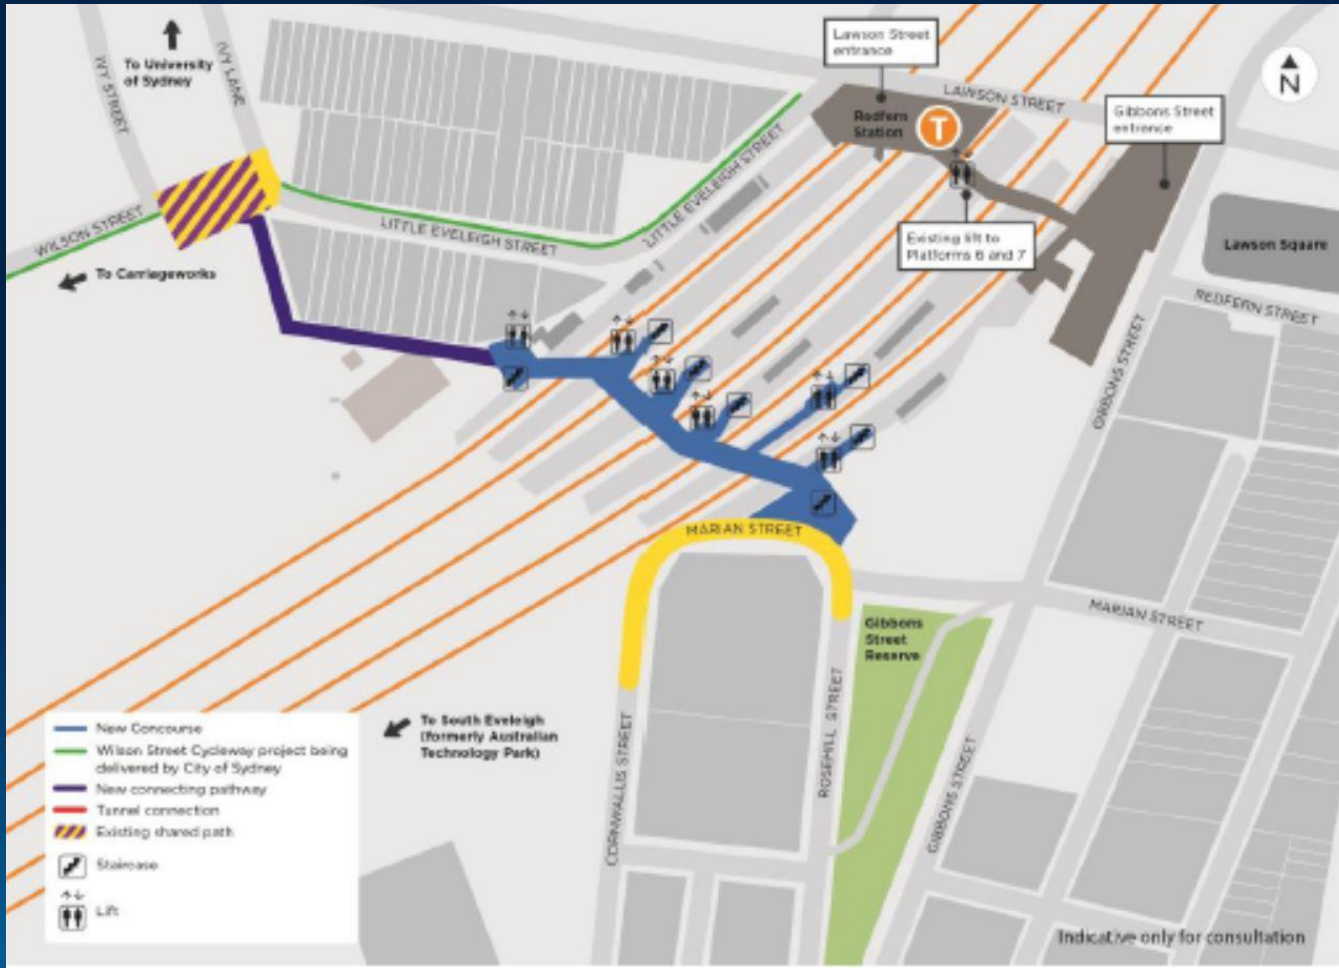 To University
of Sydney
IVY STREET
IVY LANE
Lawson Street
entrance
LAWSON STREET
N
Gibbons Street
entrance
Redfern
Station
T
WILSON STREET
LITTLE EVELEIGH STREET
LITTLE EVELEIGH STREET
To Carriageworks
Existing lift to
Platforms 6 and 7
Lawson Square
REDFERN STREET
GIBBONS STREET
MARIAN STREET
MARIAN STREET
Gibbons
Street
Reserve
To South Eveleigh
(formerly Australian
Technology Park)
CORNWALLIS STREET
ROSEHILL STREET
GIBBONS STREET
New Concourse
Wilson Street Cycleway project being
delivered by City of Sydney
New connecting pathway
Tunnel connection
Existing shared path
Staircase
Lift
Indicative only for consultation